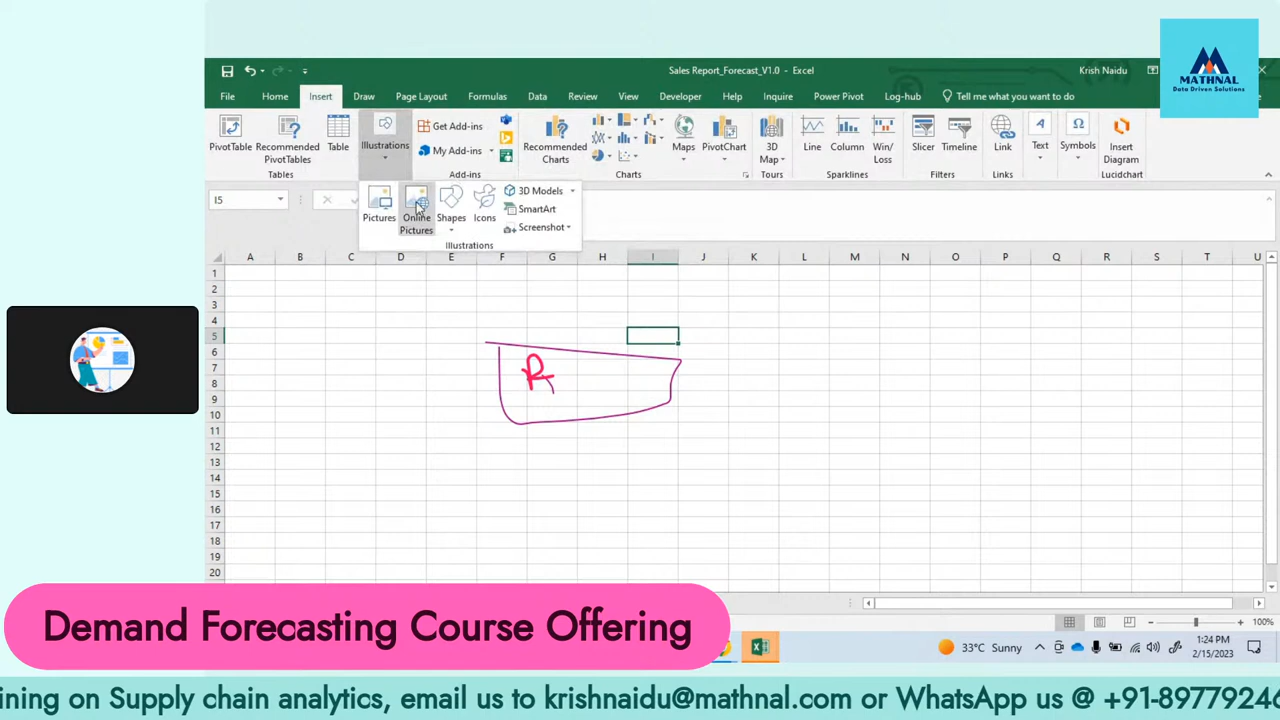 Sales Report_Forecast_V1.0 - Excel
Krish Naidu
MATHNAL
Data Driven Solutions
File Home Insert Draw Page Layout Formulas Data Review View Developer Help Inquire Power Pivot Log-hub Tell me what you want to do
PivotTable
Recommended PivotTables
Table
Tables
Illustrations
Get Add-ins
My Add-ins
Add-ins
Recommended Charts
Maps
PivotChart
Charts
3D Map
Tours
Line
Column
Win/Loss
Sparklines
Slicer
Timeline
Filters
Link
Text
Symbols
Insert Diagram
Lucidchart
I5
Pictures
Online Pictures
Shapes
Icons
3D Models
SmartArt
Screenshot
Illustrations
A B C D E F G H I J K L M N O P Q R S T U
1
2
3
4
5
6
7
8
9
10
11
12
13
14
15
16
17
18
19
20
R
Demand Forecasting Course Offering
100%
33°C Sunny
1:24 PM
2/15/2023
ining on Supply chain analytics, email us to krishnaidu@mathnal.com or WhatsApp us @ +91-89779246